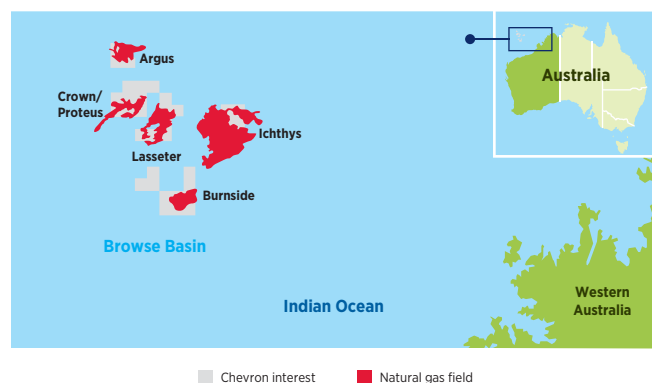 Argus
Australia
Crown/
Proteus
Ichthys
Lasseter
Burnside
Browse Basin
Western
Australia
Indian Ocean
Chevron interest
Natural gas field